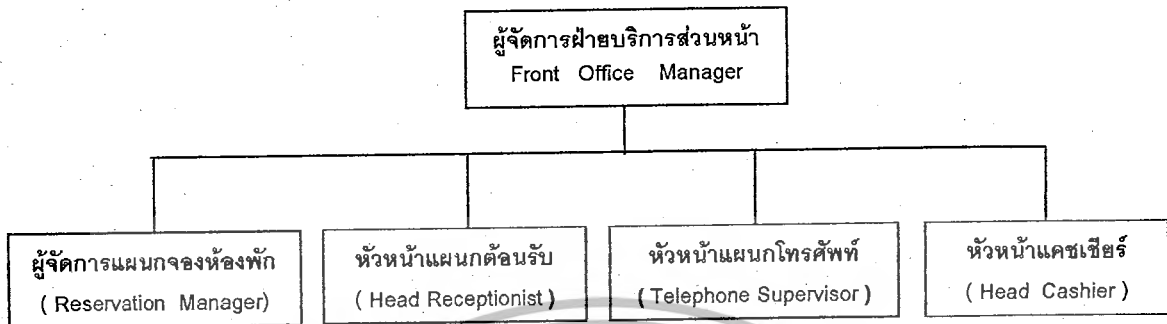 ผู้จัดการฝ่ายบริการส่วนหน้า
Front Office Manager
ผู้จัดการแผนกจองห้องพัก
( Reservation Manager)
หัวหน้าแผนกต้อนรับ
( Head Receptionist )
หัวหน้าแผนกโทรศัพท์
( Telephone Supervisor )
หัวหน้าแคชเชียร์
( Head Cashier )